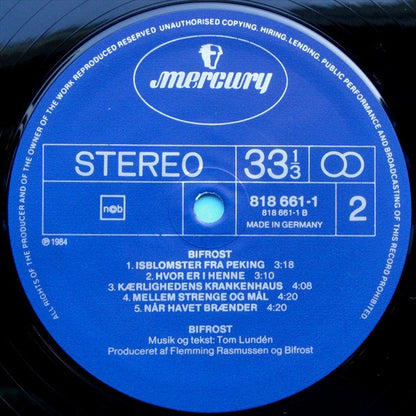 ALL RIGHTS OF THE PRODUCER AND OF THE OWNER OF THE WORK REPRODUCED RESERVED UNAUTHORISED COPYING, HIRING, LENDING, PUBLIC PERFORMANCE AND BROADCASTING OF THIS RECORD PROHIBITED
mercury
STEREO
33 1/3
818 661-1
818 661-1 B
MADE IN GERMANY
2
n©b
℗ 1984
BIFROST
1. ISBLOMSTER FRA PEKING 3:18
2. HVOR ER I HENNE 3:10
3. KÆRLIGHEDENS KRANKENHAUS 4:08
4. MELLEM STRENGE OG MÅL 4:20
5. NÅR HAVET BRÆNDER 4:20
BIFROST
Musik og tekst: Tom Lundén
Produceret af Flemming Rasmussen og Bifrost